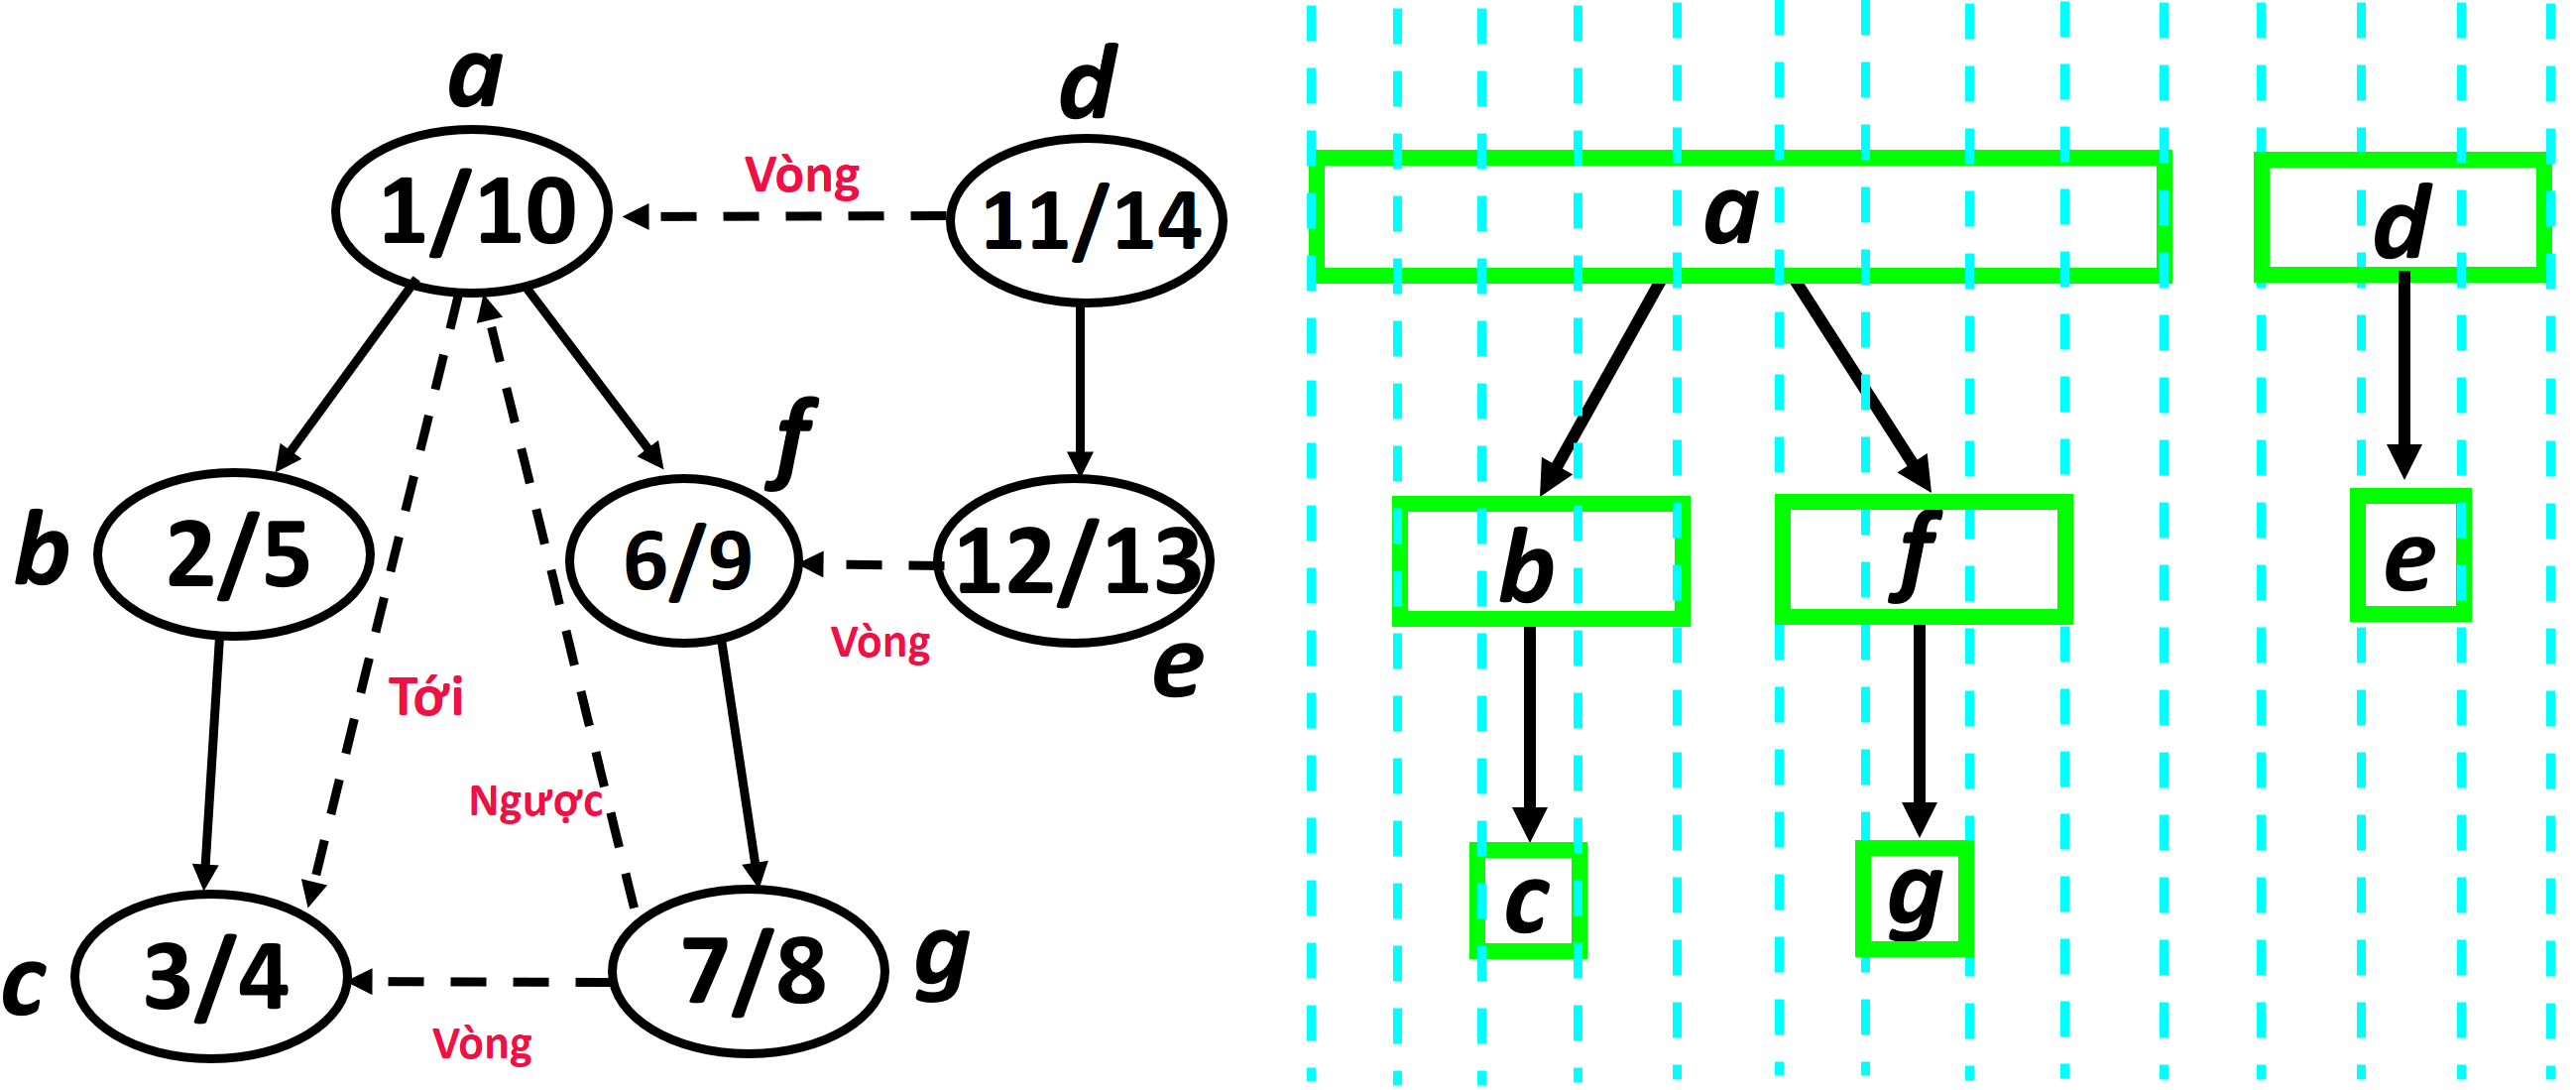 a
d
1/10
Vòng
11/14
f
b
2/5
6/9
12/13
Vòng
e
Tới
Ngược
c
3/4
7/8
g
Vòng
a
d
b
f
e
c
g